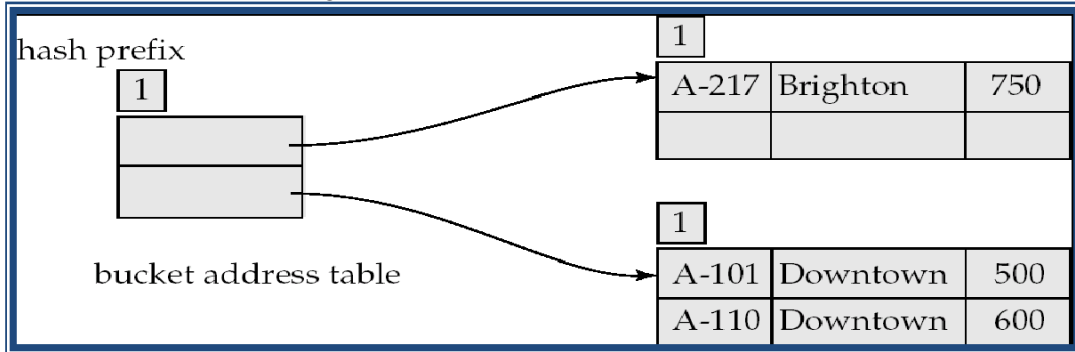 hash prefix
1
bucket address table
1
A-217 Brighton 750
1
A-101 Downtown 500
A-110 Downtown 600